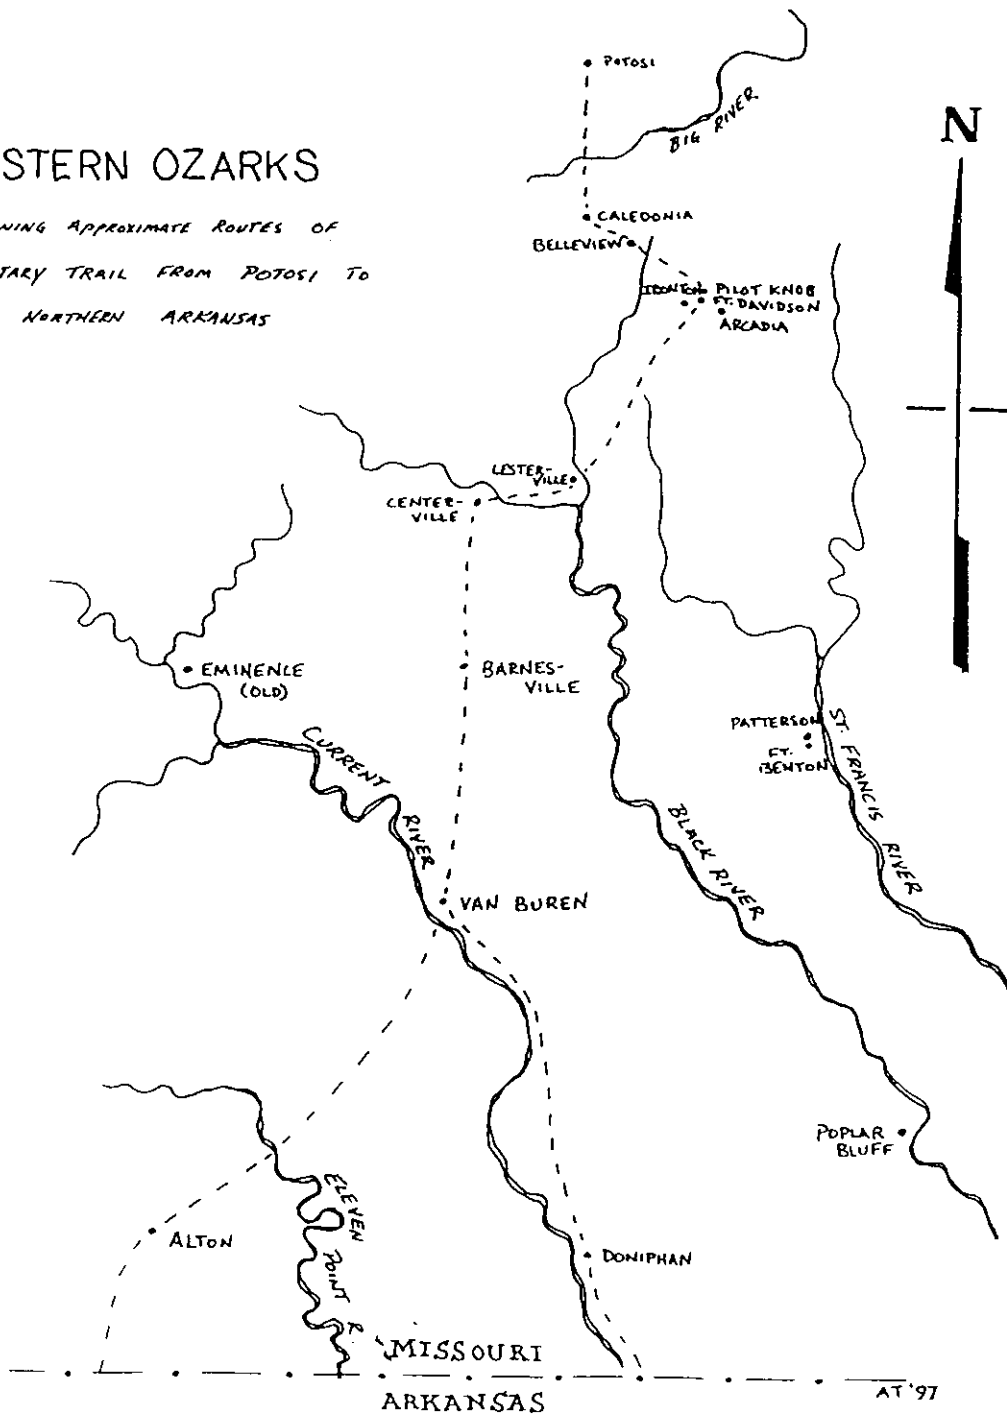 POTOSI
BIG RIVER
N
STERN OZARKS
WING APPROXIMATE ROUTES OF
TARY TRAIL FROM POTOSI TO
NORTHERN ARKANSAS
CALEDONIA
BELLEVIEW
IRONTON
PILOT KNOB
FT. DAVIDSON
ARCADIA
LESTER-
VILLE
CENTER-
VILLE
EMINENCE
(OLD)
BARNES-
VILLE
PATTERSON
FT.
BENTON
ST. FRANCIS RIVER
CURRENT RIVER
BLACK RIVER
VAN BUREN
POPLAR
BLUFF
ELEVEN POINT R.
ALTON
DONIPHAN
MISSOURI
ARKANSAS
AT '97